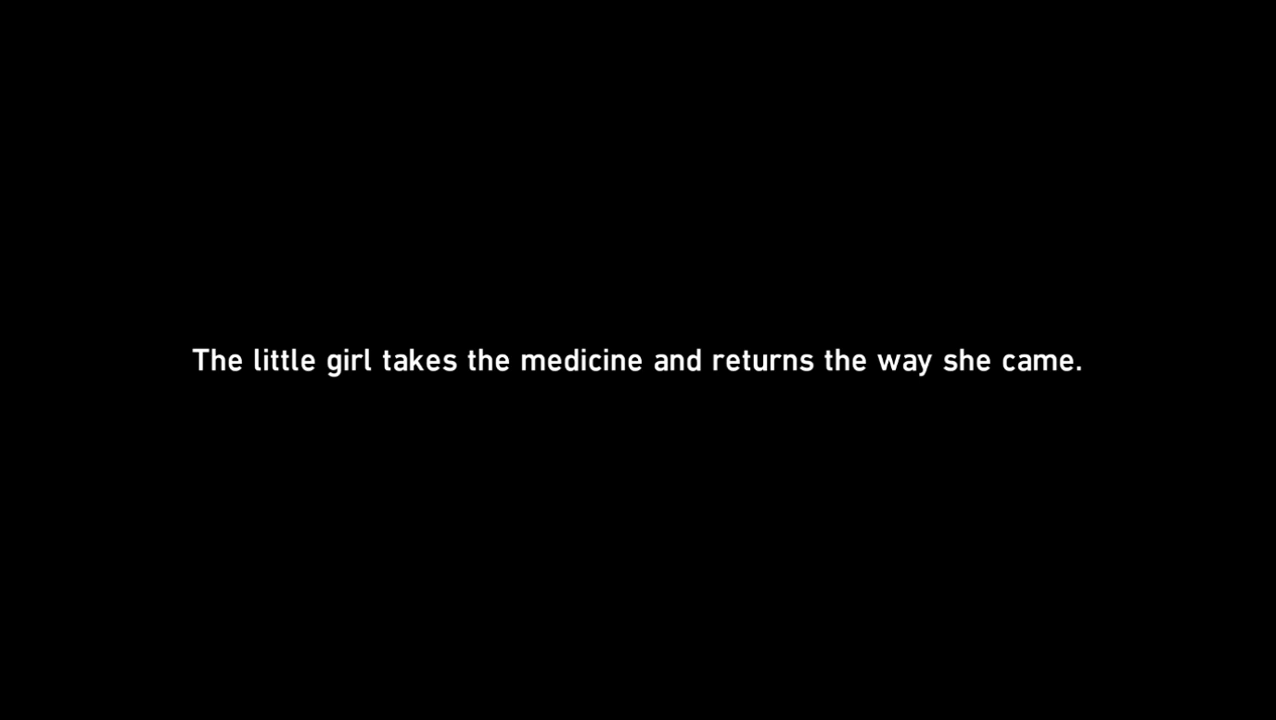 The little girl takes the medicine and returns the way she came.